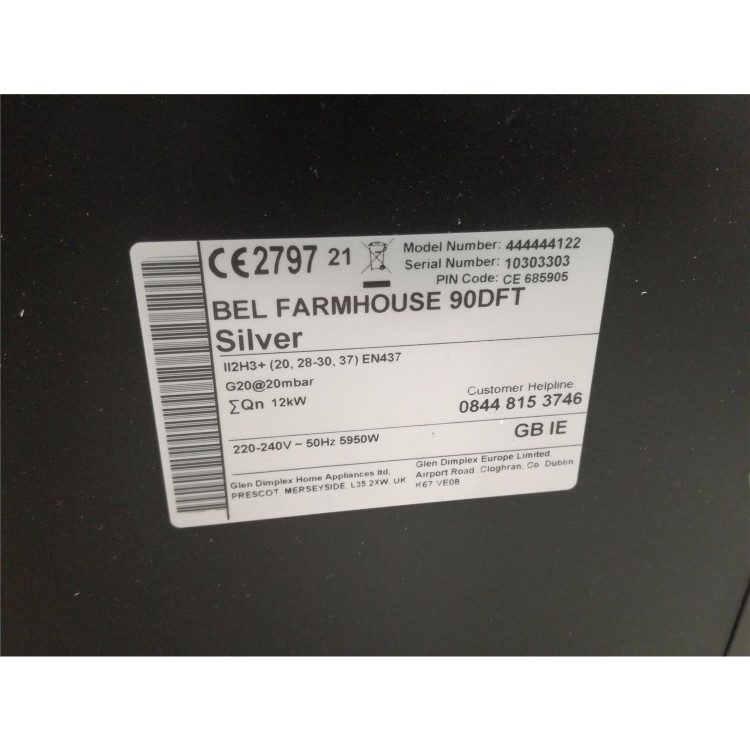 CE2797 21
Model Number: 444444122
Serial Number: 10303303
PIN Code: CE 685905
BEL FARMHOUSE 90DFT
Silver
II2H3+ (20, 28-30, 37) EN437
G20@20mbar
∑Qn 12kW
Customer Helpline
0844 815 3746
220-240V ~ 50Hz 5950W
GB IE
Glen Dimplex Home Appliances ltd,
PRESCOT, MERSEYSIDE, L35 2XW, UK
Glen Dimplex Europe Limited
Airport Road, Cloghran, Co. Dublin,
K67 VE08